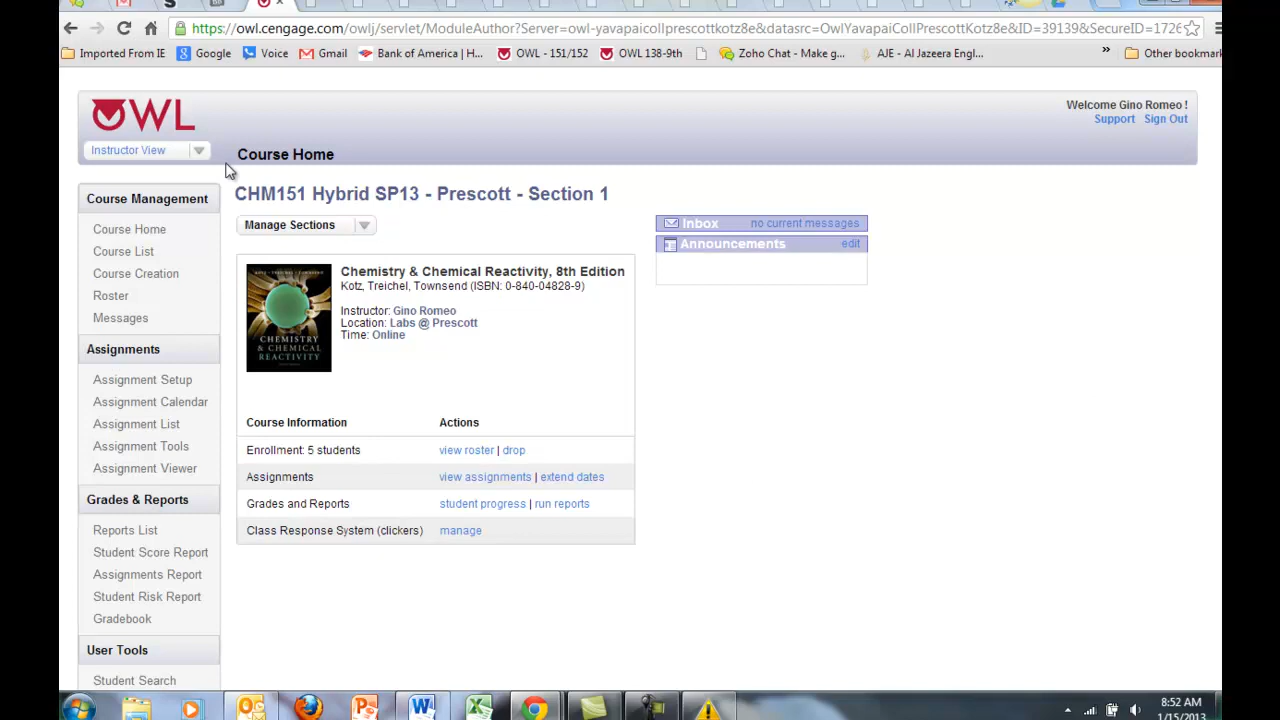 https://owl.cengage.com/owlj/servlet/ModuleAuthor?Server=owl-yavapaicollprescottkotz8e&datasrc=OwlYavapaiCollPrescottKotz8e&ID=39139&SecureID=1726
Imported From IE Google Voice Gmail Bank of America | H... OWL - 151/152 OWL 138-9th Zoho Chat - Make g... AJE - Al Jazeera Engl... » Other bookmark
OWL
Welcome Gino Romeo !
Support Sign Out
Instructor View
Course Home
Course Management
Course Home
Course List
Course Creation
Roster
Messages
Assignments
Assignment Setup
Assignment Calendar
Assignment List
Assignment Tools
Assignment Viewer
Grades & Reports
Reports List
Student Score Report
Assignments Report
Student Risk Report
Gradebook
User Tools
Student Search
CHM151 Hybrid SP13 - Prescott - Section 1
Manage Sections
CHEMISTRY
& CHEMICAL
REACTIVITY
Chemistry & Chemical Reactivity, 8th Edition
Kotz, Treichel, Townsend (ISBN: 0-840-04828-9)
Instructor: Gino Romeo
Location: Labs @ Prescott
Time: Online
Course Information Actions
Enrollment: 5 students view roster | drop
Assignments view assignments | extend dates
Grades and Reports student progress | run reports
Class Response System (clickers) manage
Inbox no current messages
Announcements edit
8:52 AM
1/15/2013